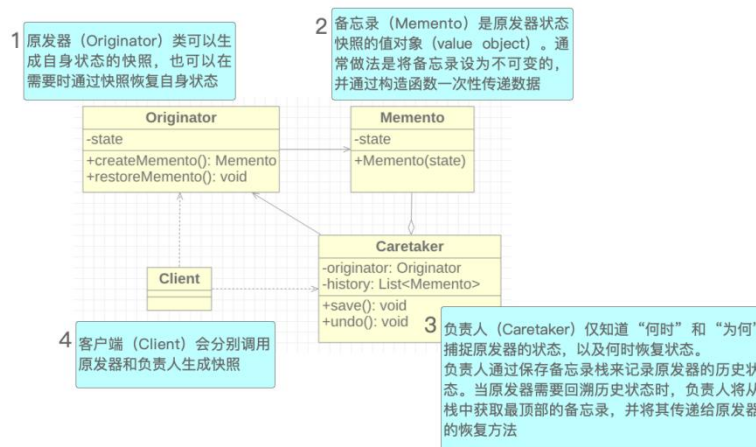 1
原发器（Originator）类可以生
成自身状态的快照，也可以在
需要时通过快照恢复自身状态
2
备忘录（Memento）是原发器状态
快照的值对象（value object）。通
常做法是将备忘录设为不可变的，
并通过构造函数一次性传递数据
Originator
-state
+createMemento(): Memento
+restoreMemento(): void
Memento
-state
+Memento(state)
Client
Caretaker
-originator: Originator
-history: List<Memento>
+save(): void
+undo(): void
4
客户端（Client）会分别调用
原发器和负责人生成快照
3
负责人（Caretaker）仅知道“何时”和“为何”
捕捉原发器的状态，以及何时恢复状态。
负责人通过保存备忘录栈来记录原发器的历史状
态。当原发器需要回溯历史状态时，负责人将从
栈中获取最顶部的备忘录，并将其传递给原发器
的恢复方法